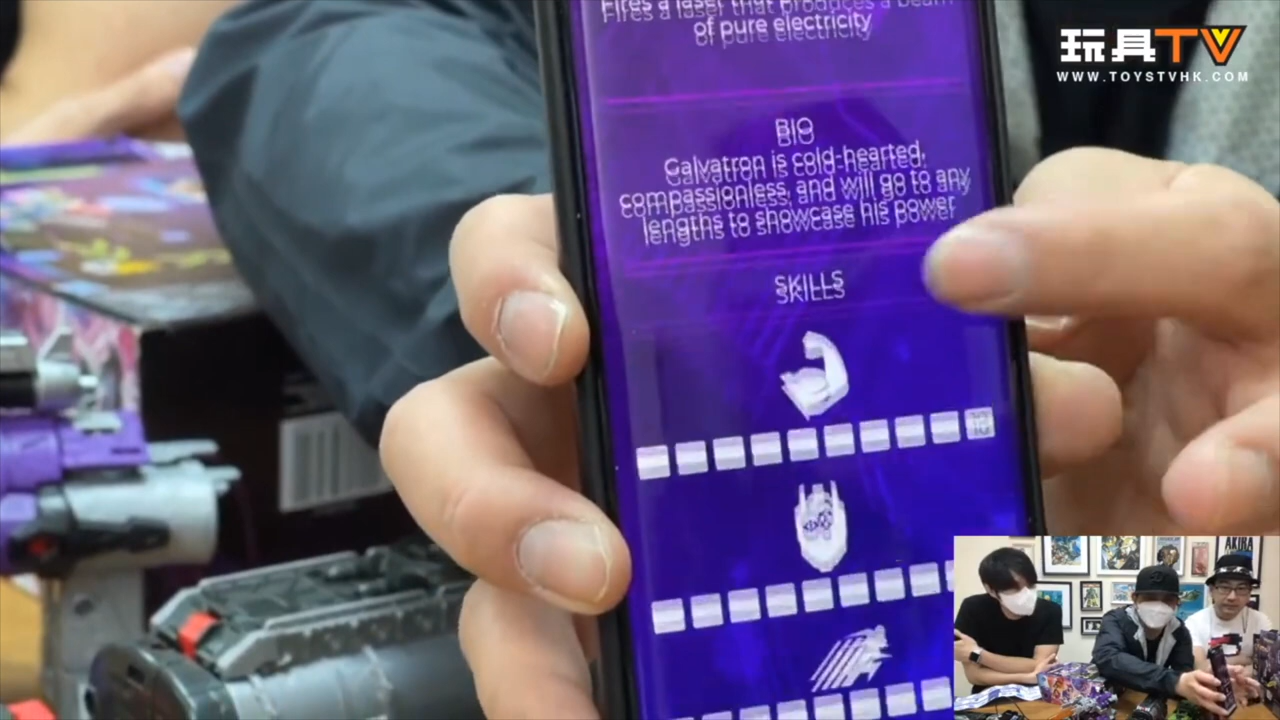 玩具TV
WWW.TOYSTVHK.COM
Fires a laser that produces a beam
of pure electricity
BIO
Galvatron is cold-hearted,
compassionless, and will go to any
lengths to showcase his power
SKILLS
10
AKIRA